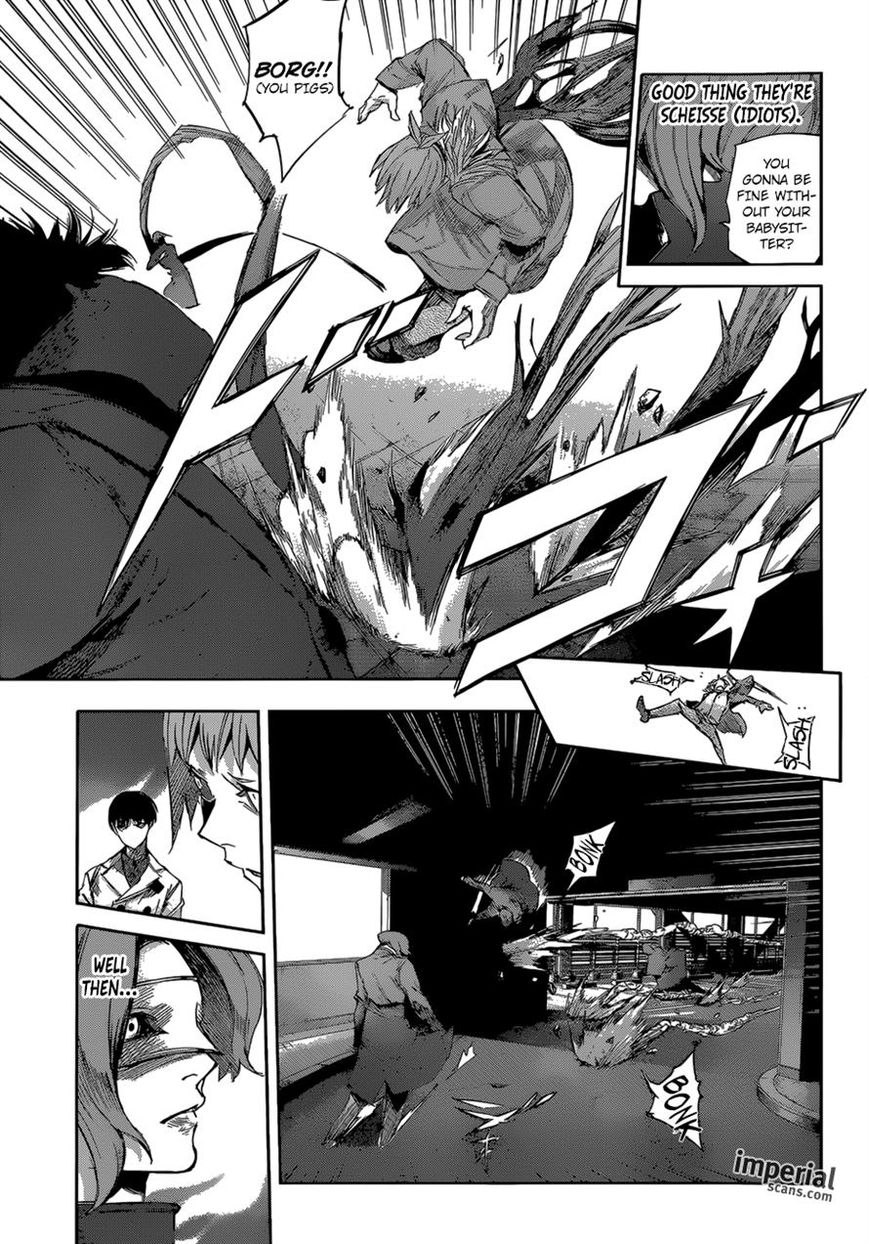 GOOD THING THEY'RE
SCHEISSE (IDIOTS).
YOU
GONNA BE
FINE WITH-
OUT YOUR
BABYSIT-
TER?
BORG!!
(YOU PIGS)
SLASH
SLASH
BONK
BONK
WELL
THEN...
imperial
scans.com